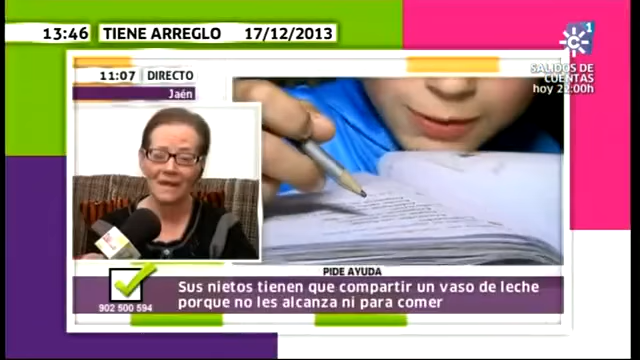 13:46 TIENE ARREGLO 17/12/2013
1
SALIDOS DE
CUENTAS
hoy 22:00h
11:07 DIRECTO
Jaén
PIDE AYUDA
Sus nietos tienen que compartir un vaso de leche
porque no les alcanza ni para comer
902 500 594